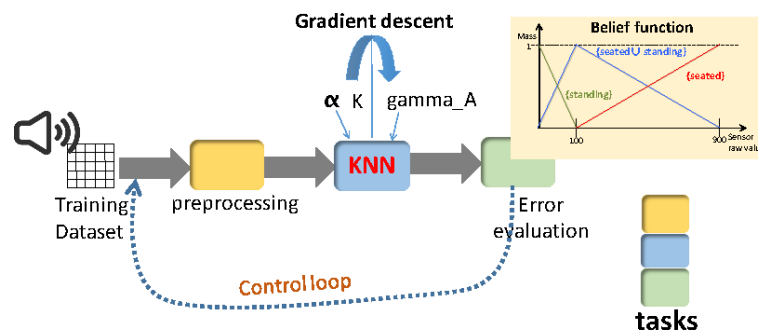 Gradient descent
α K gamma_A
Belief function
Mass
1
{seated ∪ standing}
{seated}
{standing}
100
900
Sensor
raw valu
KNN
Training
Dataset
preprocessing
Error
evaluation
Control loop
tasks